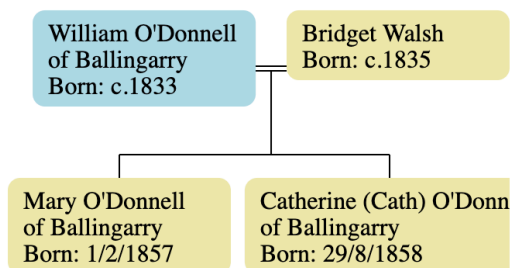 William O'Donnell
of Ballingarry
Born: c.1833
Bridget Walsh
Born: c.1835
Mary O'Donnell
of Ballingarry
Born: 1/2/1857
Catherine (Cath) O'Donn
of Ballingarry
Born: 29/8/1858